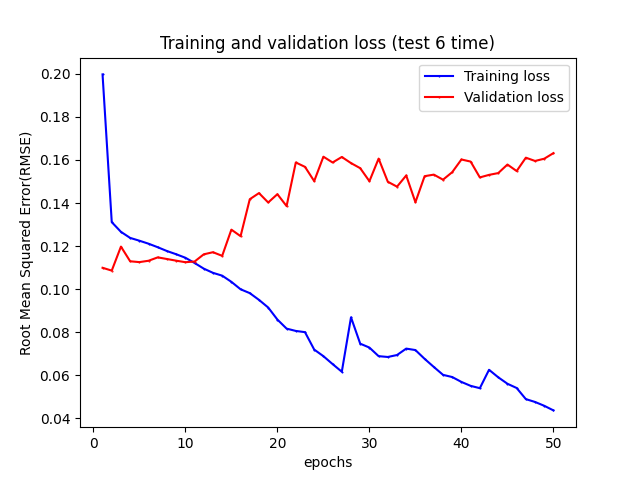 Training and validation loss (test 6 time)
Training loss
Validation loss
Root Mean Squared Error(RMSE)
0.20
0.18
0.16
0.14
0.12
0.10
0.08
0.06
0.04
0 10 20 30 40 50
epochs